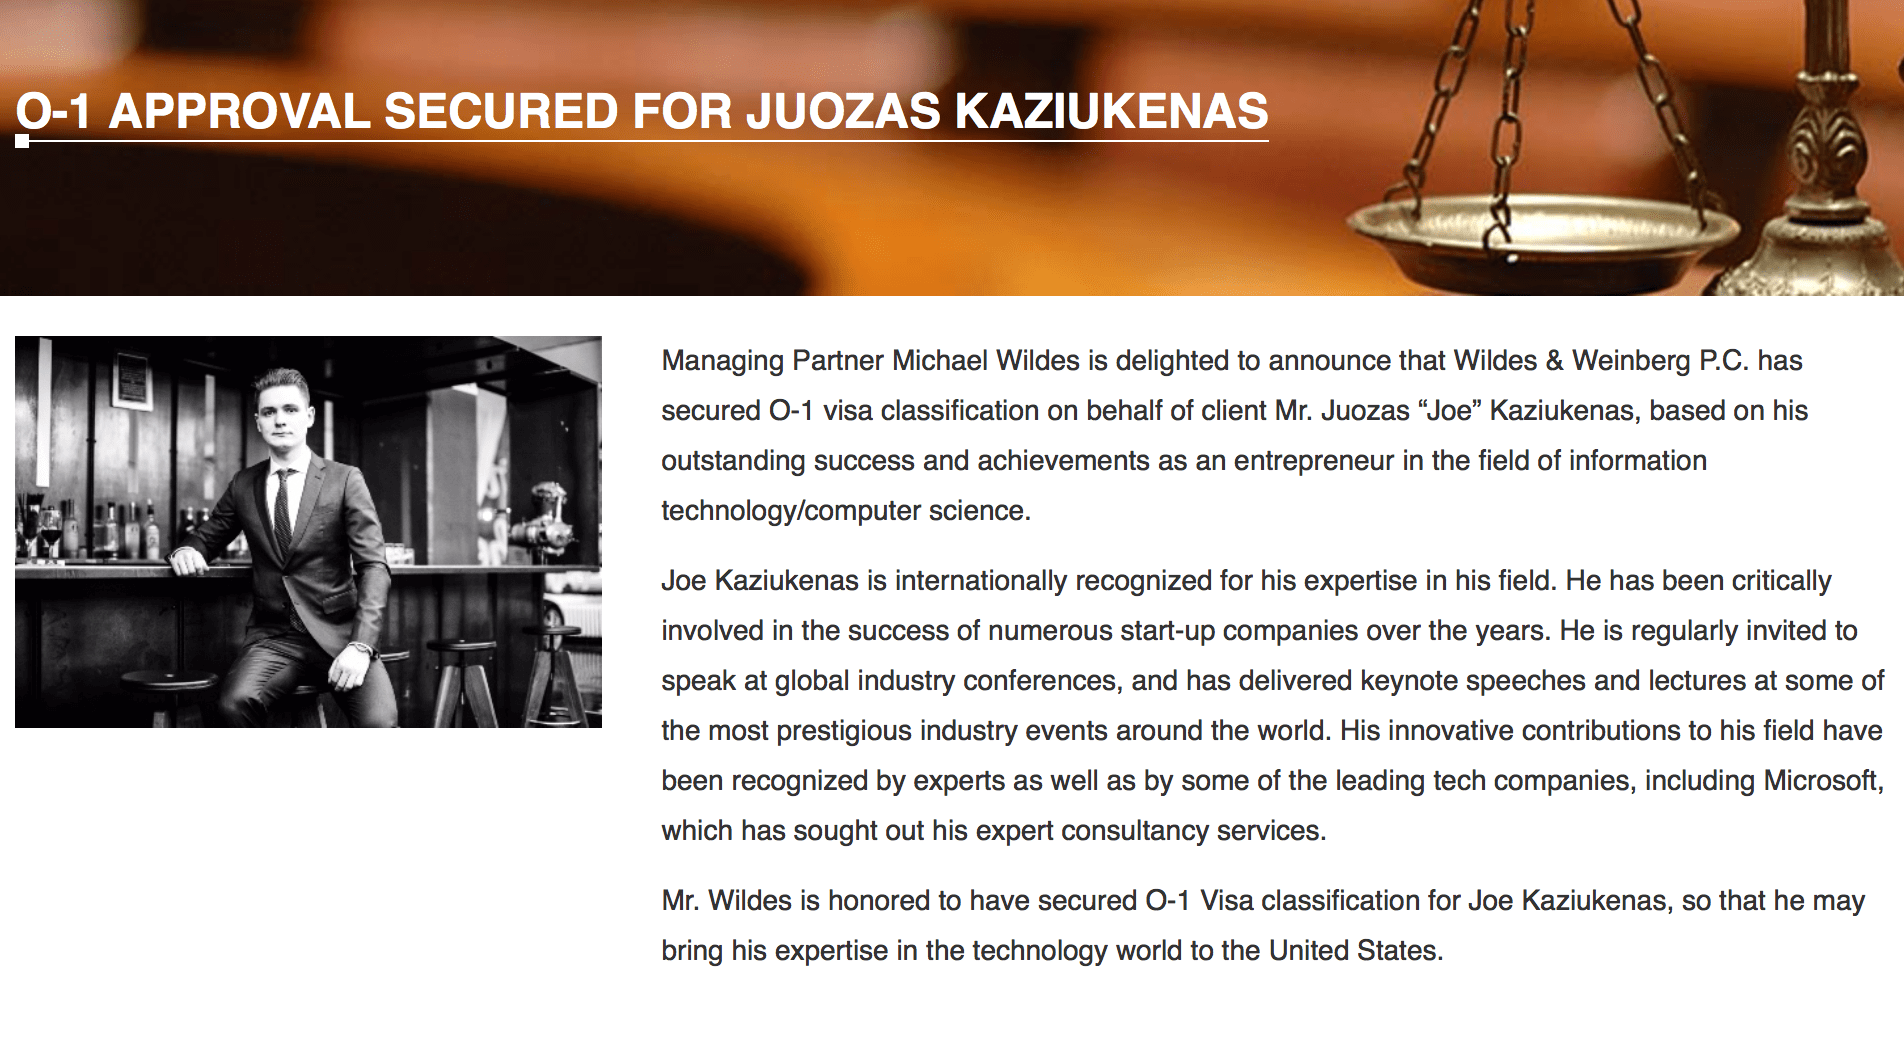 O-1 APPROVAL SECURED FOR JUOZAS KAZIUKENAS
Managing Partner Michael Wildes is delighted to announce that Wildes & Weinberg P.C. has
secured O-1 visa classification on behalf of client Mr. Juozas “Joe” Kaziukenas, based on his
outstanding success and achievements as an entrepreneur in the field of information
technology/computer science.
Joe Kaziukenas is internationally recognized for his expertise in his field. He has been critically
involved in the success of numerous start-up companies over the years. He is regularly invited to
speak at global industry conferences, and has delivered keynote speeches and lectures at some of
the most prestigious industry events around the world. His innovative contributions to his field have
been recognized by experts as well as by some of the leading tech companies, including Microsoft,
which has sought out his expert consultancy services.
Mr. Wildes is honored to have secured O-1 Visa classification for Joe Kaziukenas, so that he may
bring his expertise in the technology world to the United States.